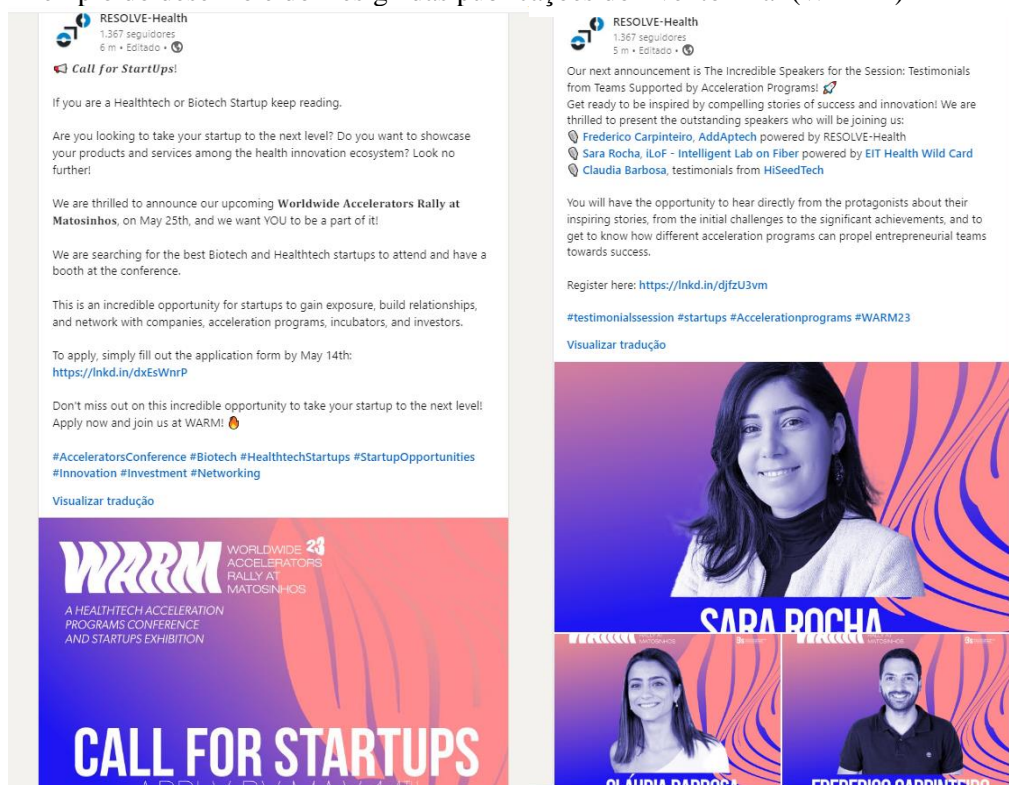 RESOLVE-Health
1.367 seguidores
6 m • Editado •
Call for StartUps!
If you are a Healthtech or Biotech Startup keep reading.
Are you looking to take your startup to the next level? Do you want to showcase
your products and services among the health innovation ecosystem? Look no
further!
We are thrilled to announce our upcoming Worldwide Accelerators Rally at
Matosinhos, on May 25th, and we want YOU to be a part of it!
We are searching for the best Biotech and Healthtech startups to attend and have a
booth at the conference.
This is an incredible opportunity for startups to gain exposure, build relationships,
and network with companies, acceleration programs, incubators, and investors.
To apply, simply fill out the application form by May 14th:
https://lnkd.in/dxEsWnrP
Don't miss out on this incredible opportunity to take your startup to the next level!
Apply now and join us at WARM!
#AcceleratorsConference #Biotech #HealthtechStartups #StartupOpportunities
#Innovation #Investment #Networking
Visualizar tradução
WARM
WORLDWIDE 23
ACCELERATORS
RALLY AT
MATOSINHOS
A HEALTHTECH ACCELERATION
PROGRAMS CONFERENCE
AND STARTUPS EXHIBITION
CALL FOR STARTUPS
RESOLVE-Health
1.367 seguidores
5 m • Editado •
Our next announcement is The Incredible Speakers for the Session: Testimonials
from Teams Supported by Acceleration Programs!
Get ready to be inspired by compelling stories of success and innovation! We are
thrilled to present the outstanding speakers who will be joining us:
Frederico Carpinteiro, AddAptech powered by RESOLVE-Health
Sara Rocha, iLoF - Intelligent Lab on Fiber powered by EIT Health Wild Card
Claudia Barbosa, testimonials from HiSeedTech
You will have the opportunity to hear directly from the protagonists about their
inspiring stories, from the initial challenges to the significant achievements, and to
get to know how different acceleration programs can propel entrepreneurial teams
towards success.
Register here: https://lnkd.in/djfzU3vm
#testimonialssession #startups #Accelerationprograms #WARM23
Visualizar tradução
SARA ROCHA
RALLY AT
MATOSINHOS
CLÁUDIA BARBOSA
RALLY AT
MATOSINHOS
FREDERICO CARPINTEIRO